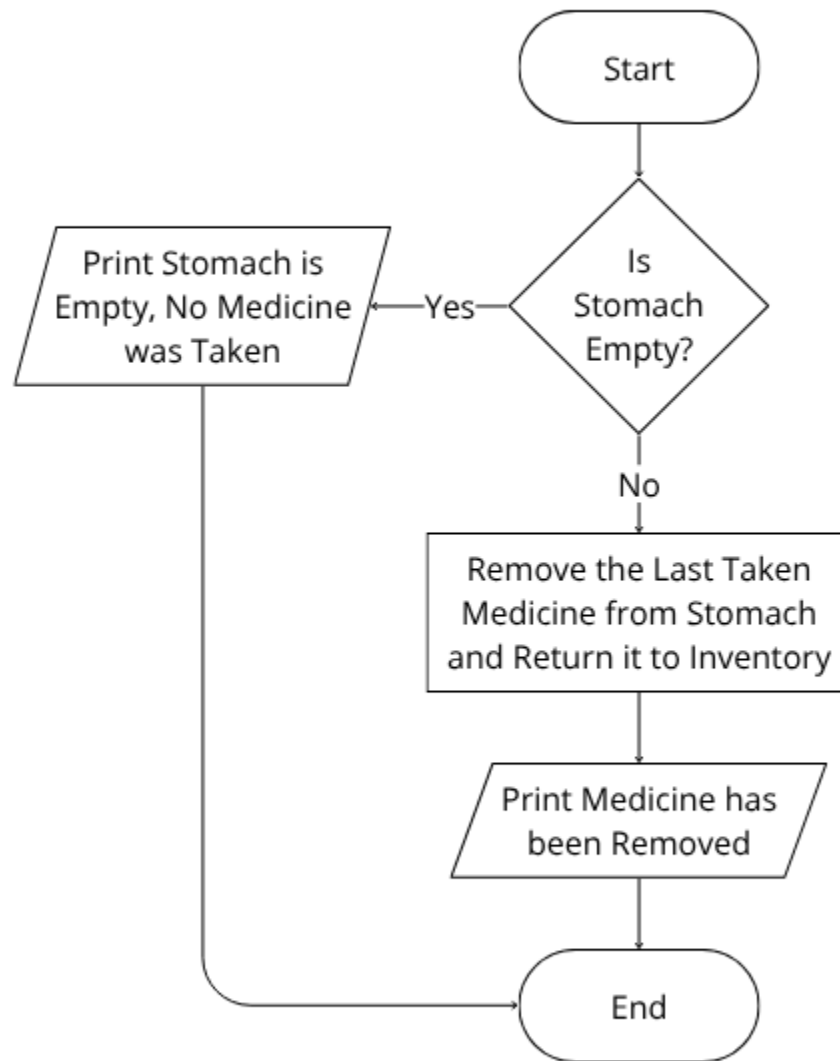 Start
Is
Stomach
Empty?
Yes
Print Stomach is
Empty, No Medicine
was Taken
No
Remove the Last Taken
Medicine from Stomach
and Return it to Inventory
Print Medicine has
been Removed
End